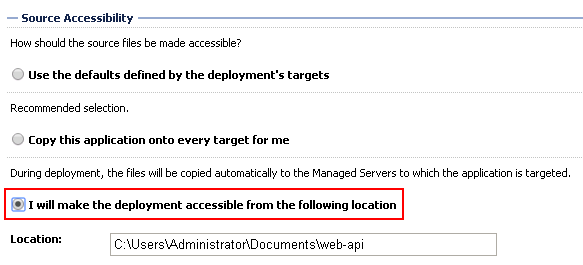 Source Accessibility
How should the source files be made accessible?
Use the defaults defined by the deployment's targets
Recommended selection.
Copy this application onto every target for me
During deployment, the files will be copied automatically to the Managed Servers to which the application is targeted.
I will make the deployment accessible from the following location
Location: C:\Users\Administrator\Documents\web-api